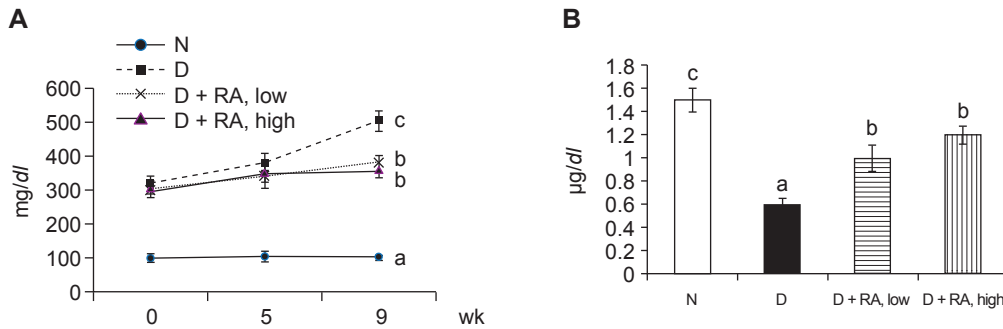 A
N
D
D + RA, low
D + RA, high
600
500
400
300
200
100
0
mg/dl
c
b
b
a
0 5 9 wk
B
1.8
1.6
1.4
1.2
1
0.8
0.6
0.4
0.2
0
µg/dl
c
a
b
b
N D D + RA, low D + RA, high